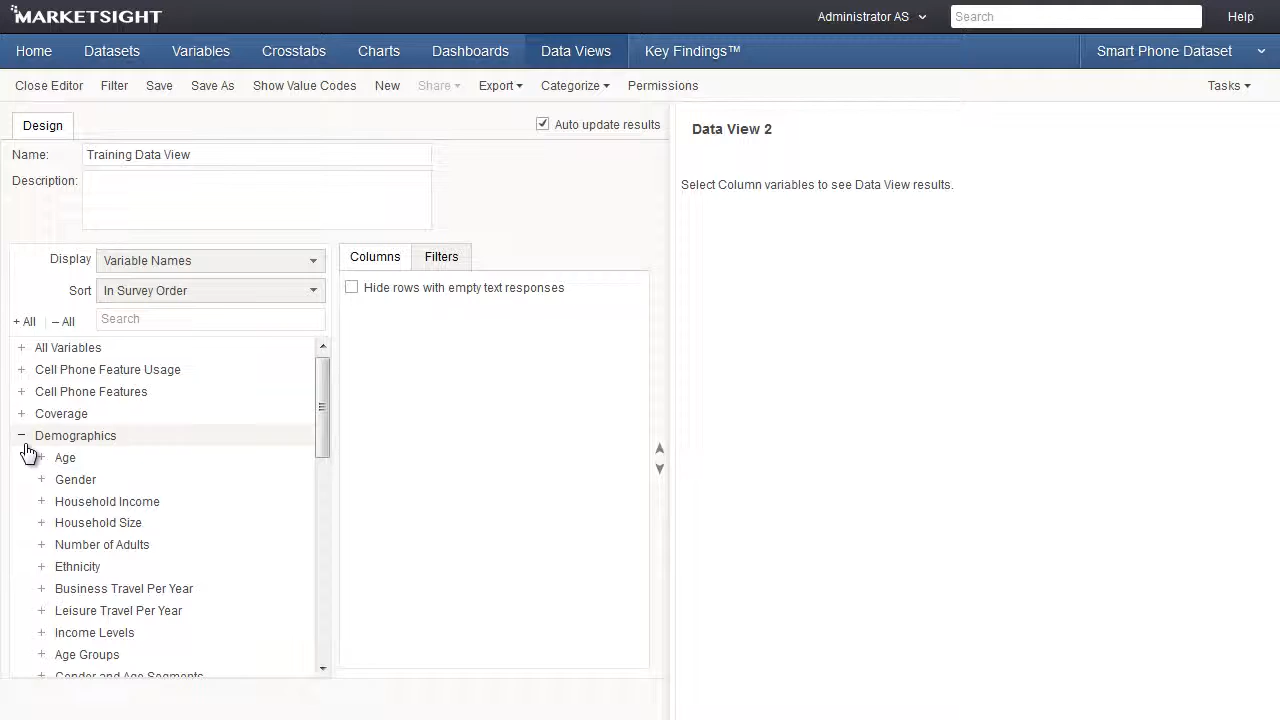 MARKETSIGHT Administrator AS Search Help
Home Datasets Variables Crosstabs Charts Dashboards Data Views Key Findings™ Smart Phone Dataset
Close Editor Filter Save Save As Show Value Codes New Share Export Categorize Permissions Tasks
Design Auto update results
Name: Training Data View
Description:
Display Variable Names
Sort In Survey Order
+ All – All Search
All Variables
Cell Phone Feature Usage
Cell Phone Features
Coverage
Demographics
Age
Gender
Household Income
Household Size
Number of Adults
Ethnicity
Business Travel Per Year
Leisure Travel Per Year
Income Levels
Age Groups
Gender and Age Segments
Columns Filters
Hide rows with empty text responses
Data View 2
Select Column variables to see Data View results.